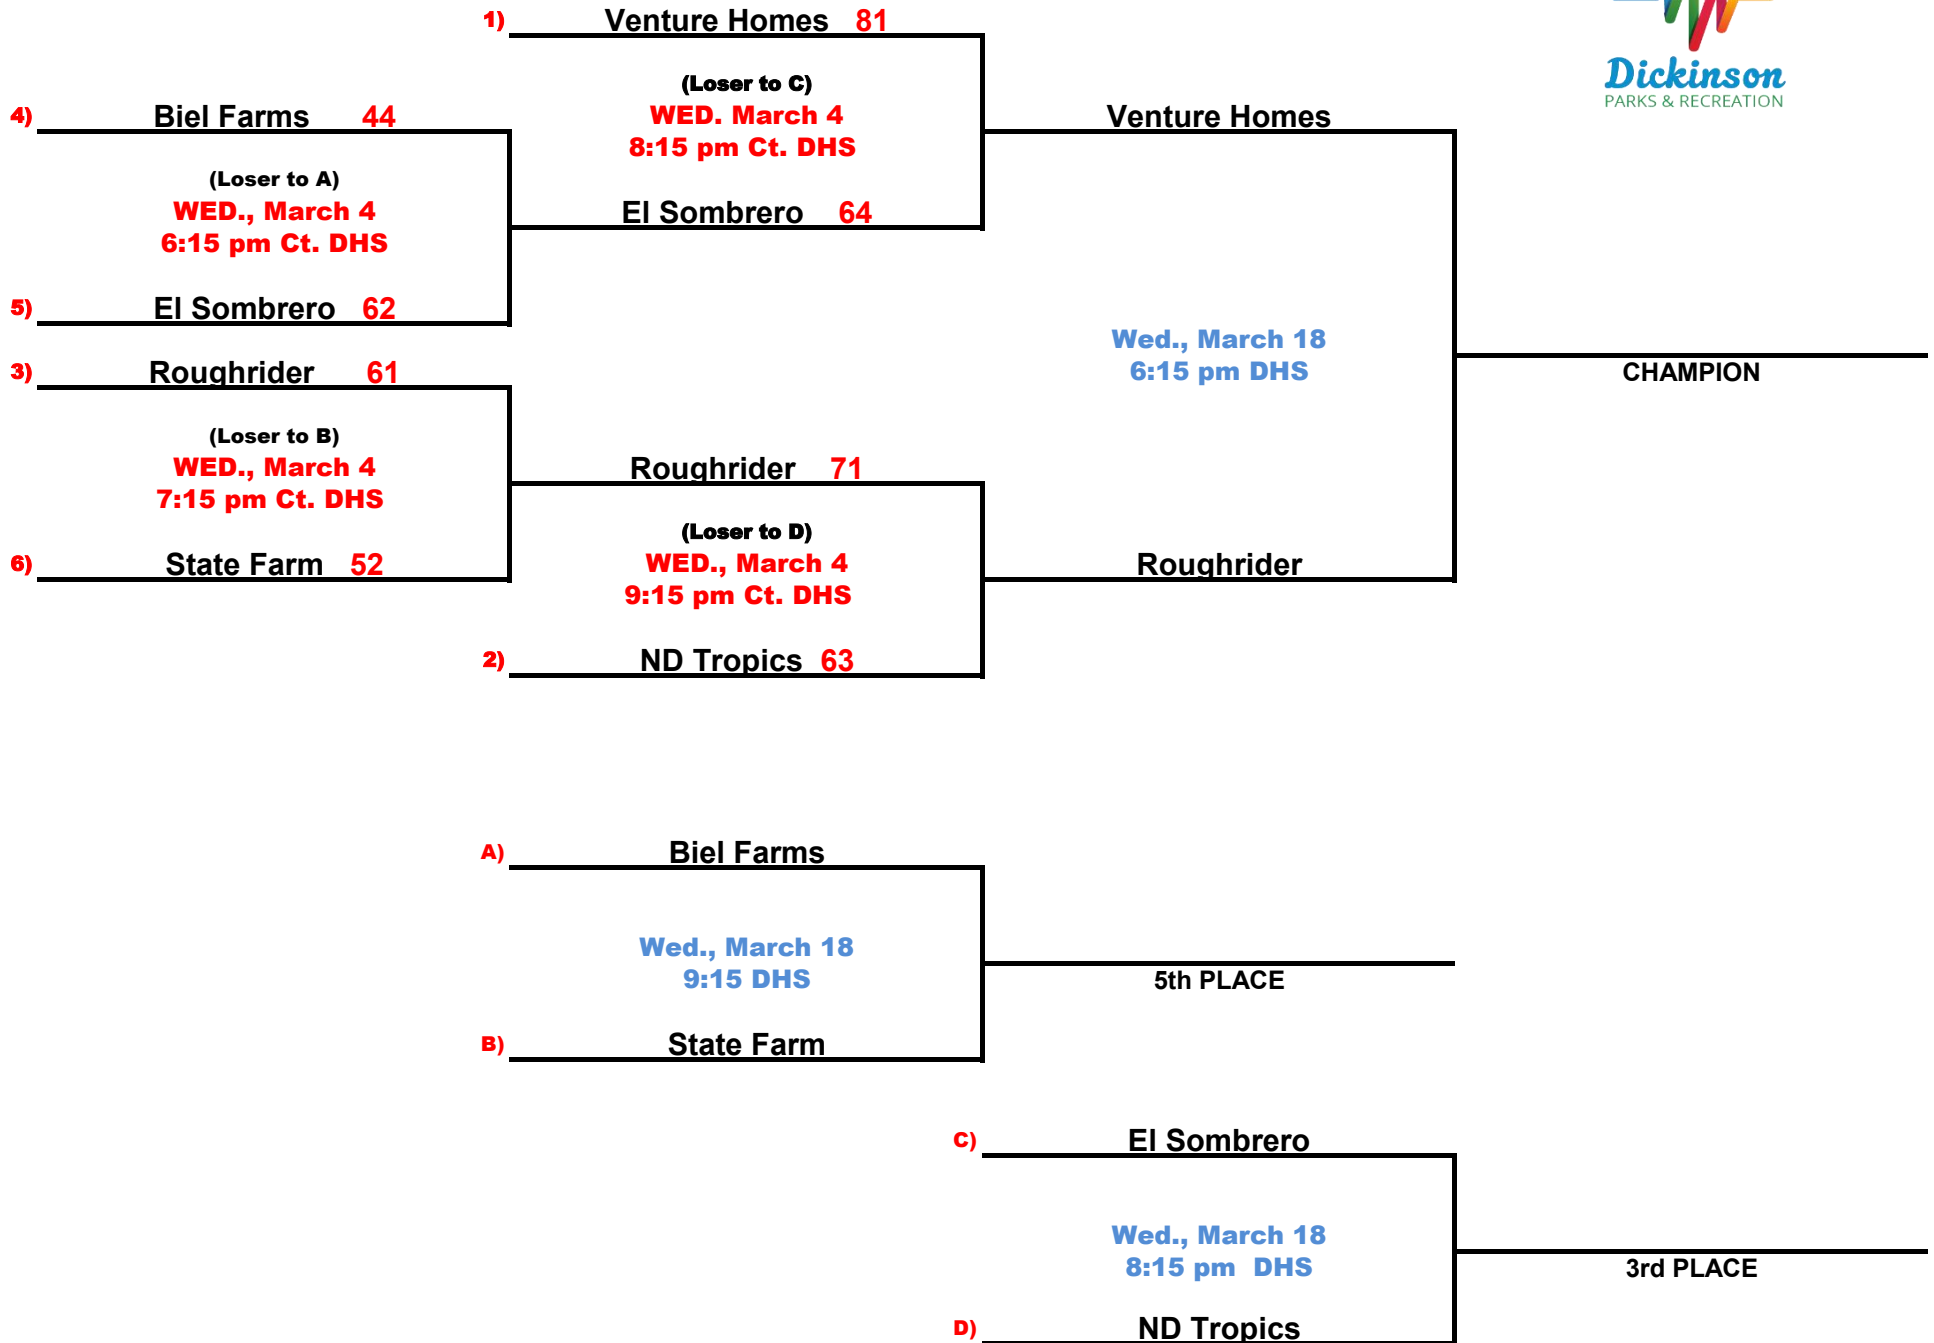 1) Venture Homes 81
Dickinson
PARKS & RECREATION
(Loser to C)
4) Biel Farms 44
WED. March 4
Venture Homes
8:15 pm Ct. DHS
(Loser to A)
WED., March 4
El Sombrero 64
6:15 pm Ct. DHS
5) El Sombrero 62
Wed., March 18
6:15 pm DHS
3) Roughrider 61
CHAMPION
(Loser to B)
WED., March 4
Roughrider 71
7:15 pm Ct. DHS
(Loser to D)
6) State Farm 52
WED., March 4
Roughrider
9:15 pm Ct. DHS
2) ND Tropics 63
A) Biel Farms
Wed., March 18
9:15 DHS
5th PLACE
B) State Farm
C) El Sombrero
Wed., March 18
8:15 pm DHS
3rd PLACE
D) ND Tropics